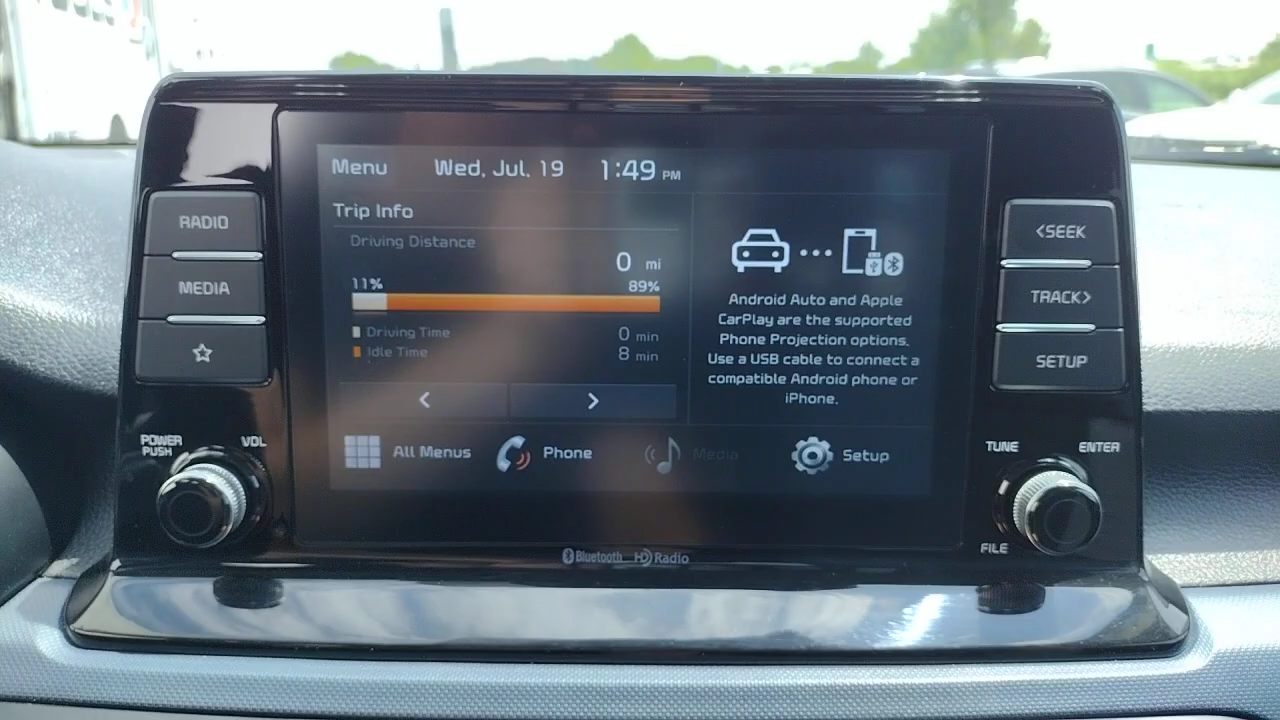 Menu Wed, Jul, 19 1:49 PM
Trip Info
Driving Distance
0 mi
11% 89%
Driving Time 0 min
Idle Time 8 min
< >
Android Auto and Apple
CarPlay are the supported
Phone Projection options.
Use a USB cable to connect a
compatible Android phone or
iPhone.
All Menus Phone Media Setup
RADIO
MEDIA
POWER
PUSH
VOL
<SEEK
TRACK>
SETUP
TUNE ENTER
FILE
Bluetooth HD Radio